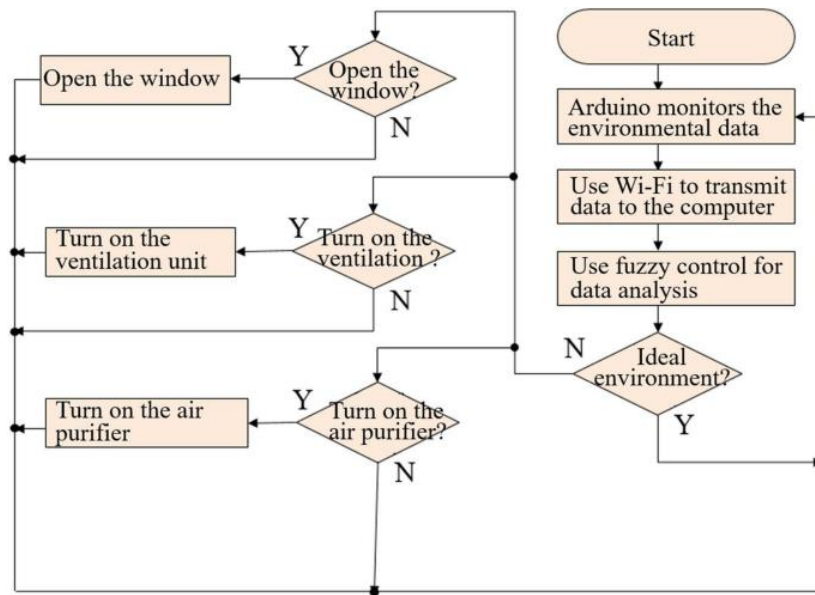 Start
Arduino monitors the
environmental data
Use Wi-Fi to transmit
data to the computer
Use fuzzy control for
data analysis
Ideal
environment?
N
Y
Open the
window?
Y
N
Open the window
Turn on the
ventilation ?
Y
N
Turn on the
ventilation unit
Turn on the
air purifier?
Y
N
Turn on the air
purifier